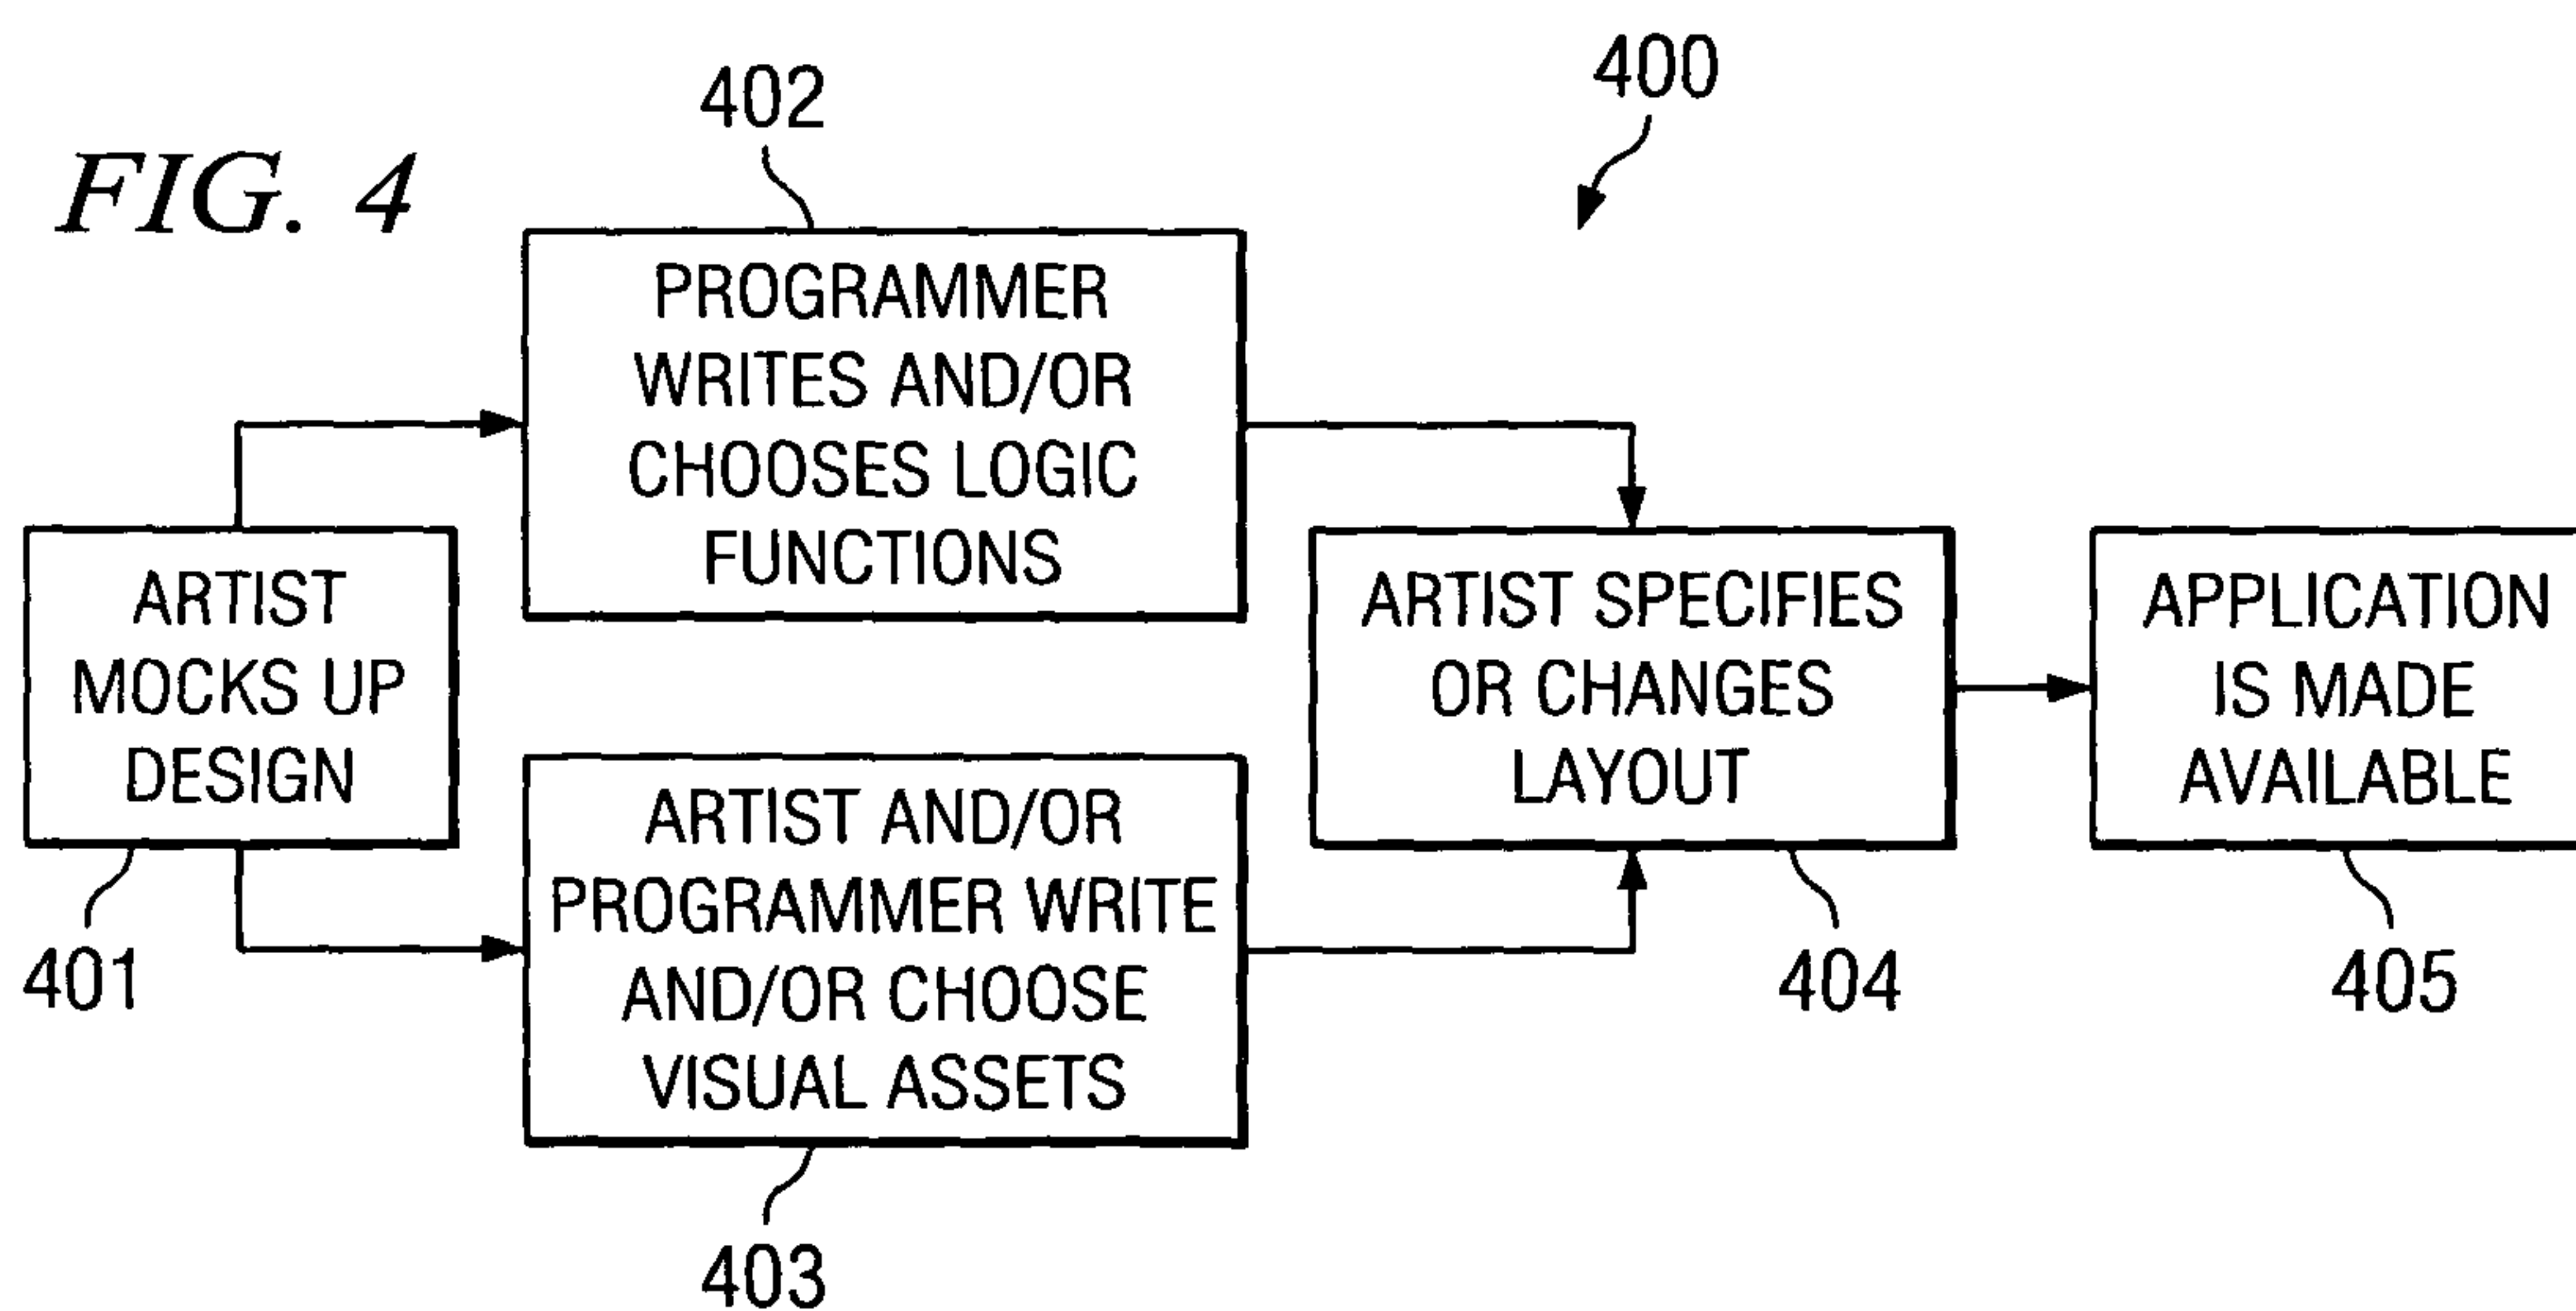 FIG. 4
400
402
PROGRAMMER
WRITES AND/OR
CHOOSES LOGIC
FUNCTIONS
ARTIST
MOCKS UP
DESIGN
401
ARTIST AND/OR
PROGRAMMER WRITE
AND/OR CHOOSE
VISUAL ASSETS
403
ARTIST SPECIFIES
OR CHANGES
LAYOUT
404
APPLICATION
IS MADE
AVAILABLE
405